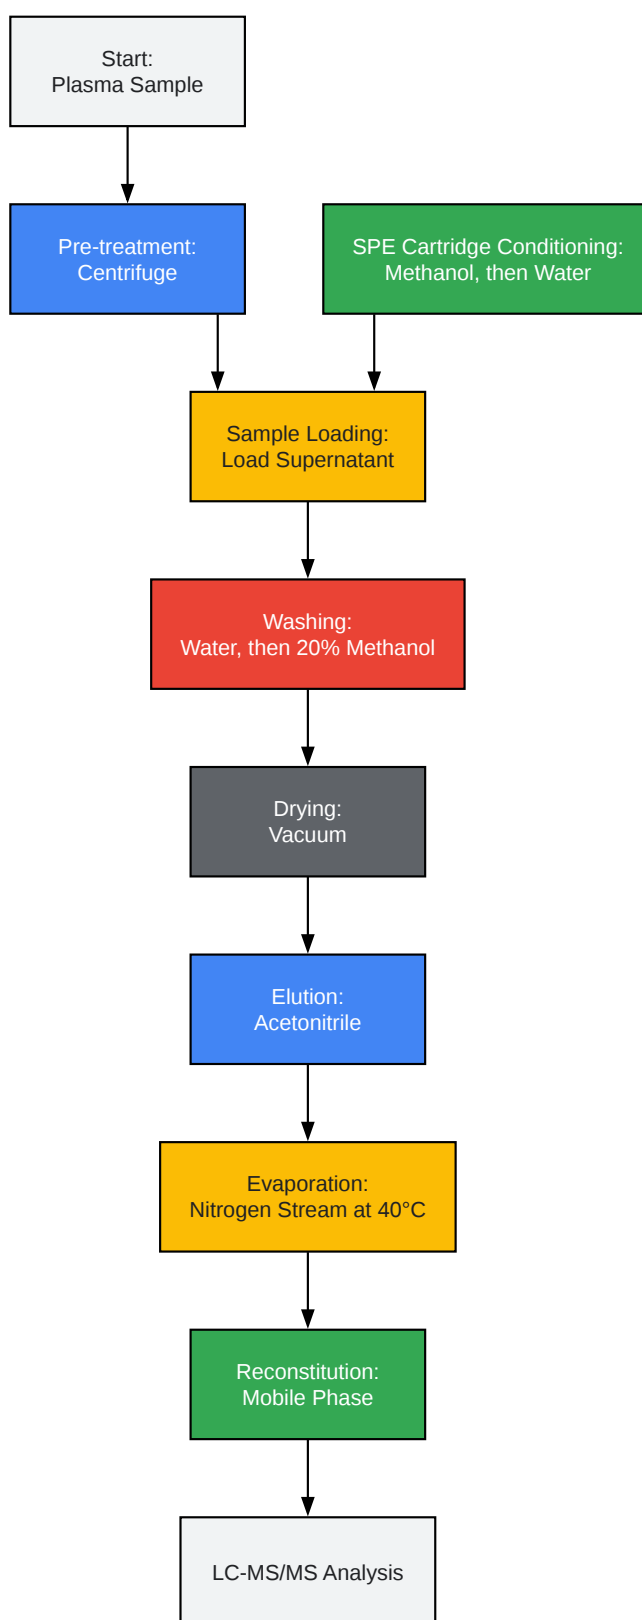 Start:
Plasma Sample
Pre-treatment:
Centrifuge
SPE Cartridge Conditioning:
Methanol, then Water
Sample Loading:
Load Supernatant
Washing:
Water, then 20% Methanol
Drying:
Vacuum
Elution:
Acetonitrile
Evaporation:
Nitrogen Stream at 40°C
Reconstitution:
Mobile Phase
LC-MS/MS Analysis